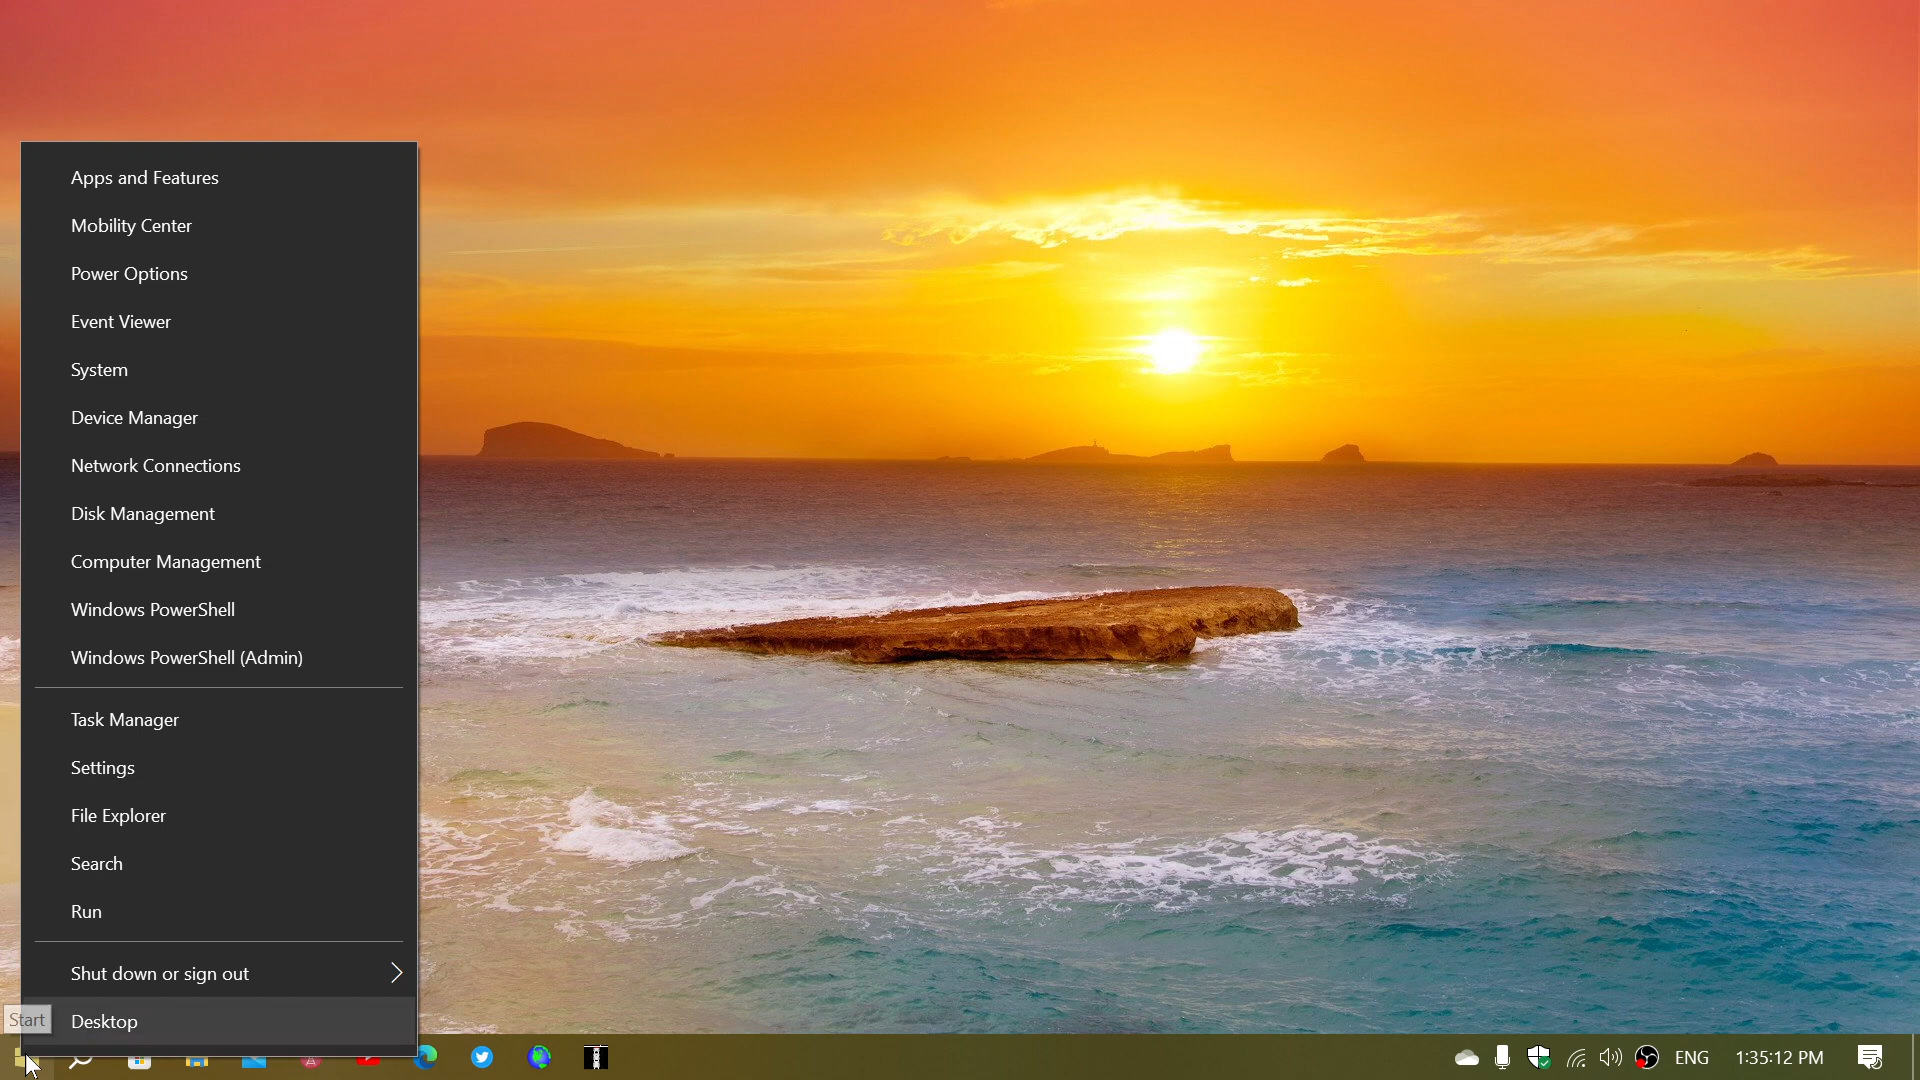 Apps and Features
Mobility Center
Power Options
Event Viewer
System
Device Manager
Network Connections
Disk Management
Computer Management
Windows PowerShell
Windows PowerShell (Admin)
Task Manager
Settings
File Explorer
Search
Run
Shut down or sign out
Desktop
Start
ENG
1:35:12 PM